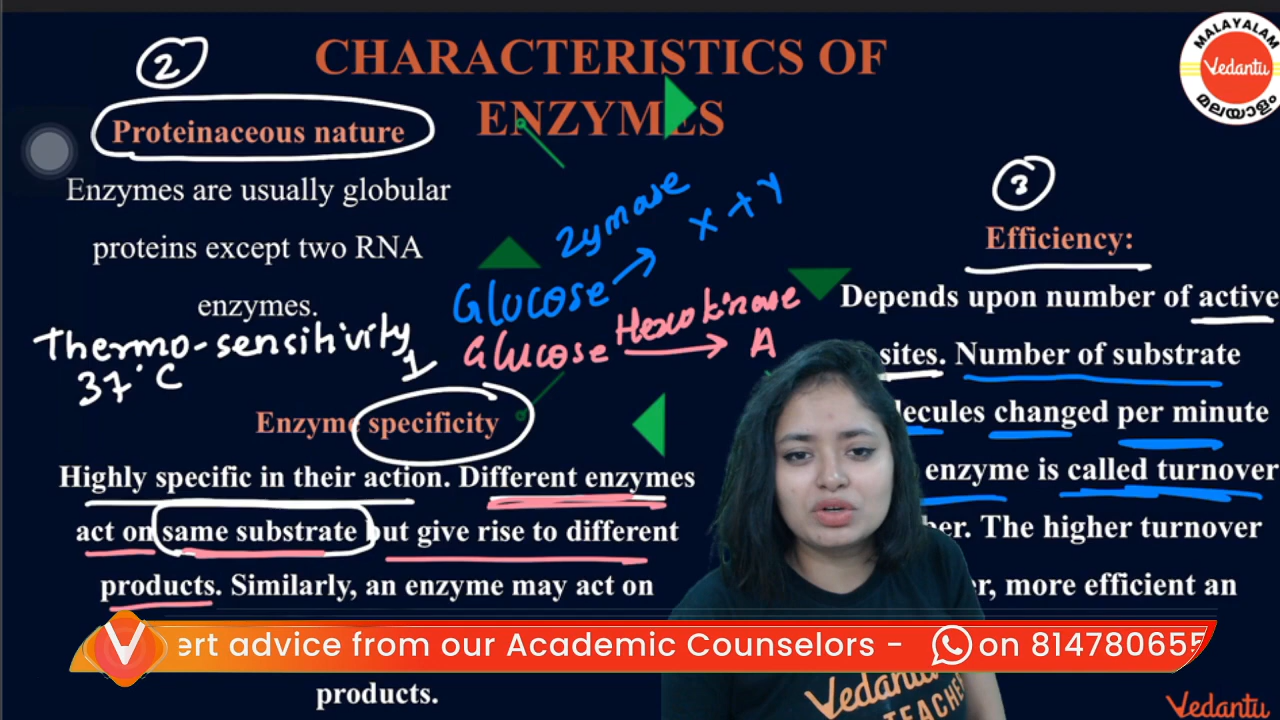 CHARACTERISTICS OF
ENZYMES
MALAYALAM
Vedantu
മലയാളം
2
Proteinaceous nature
Enzymes are usually globular
proteins except two RNA
enzymes.
Thermo-sensitivity
37°C
1
Enzyme specificity
Highly specific in their action. Different enzymes
act on same substrate but give rise to different
products. Similarly, an enzyme may act on
products.
Zymase
Glucose → X + Y
Hexokinase
Glucose → A
3
Efficiency:
Depends upon number of active
sites. Number of substrate
lecules changed per minute
enzyme is called turnover
er. The higher turnover
r, more efficient an
ert advice from our Academic Counselors - on 81478065
Vedantu
TEACHE
Vedantu